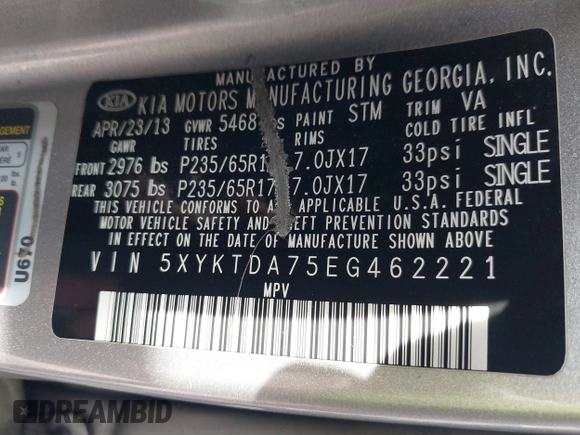 MANUFACTURED BY
KIA KIA MOTORS MANUFACTURING GEORGIA, INC.
APR/23/13 GVWR 5468 PAINT STM TRIM VA
GAWR TIRES RIMS COLD TIRE INFL
FRONT 2976 lbs P235/65R17 7.0JX17 33psi SINGLE
REAR 3075 lbs P235/65R17 7.0JX17 33psi SINGLE
THIS VEHICLE CONFORMS TO ALL APPLICABLE U.S.A. FEDERAL
MOTOR VEHICLE SAFETY AND THEFT PREVENTION STANDARDS
IN EFFECT ON THE DATE OF MANUFACTURE SHOWN ABOVE.
VIN 5XYKTDA75EG462221
MPV
U670
DREAMBID